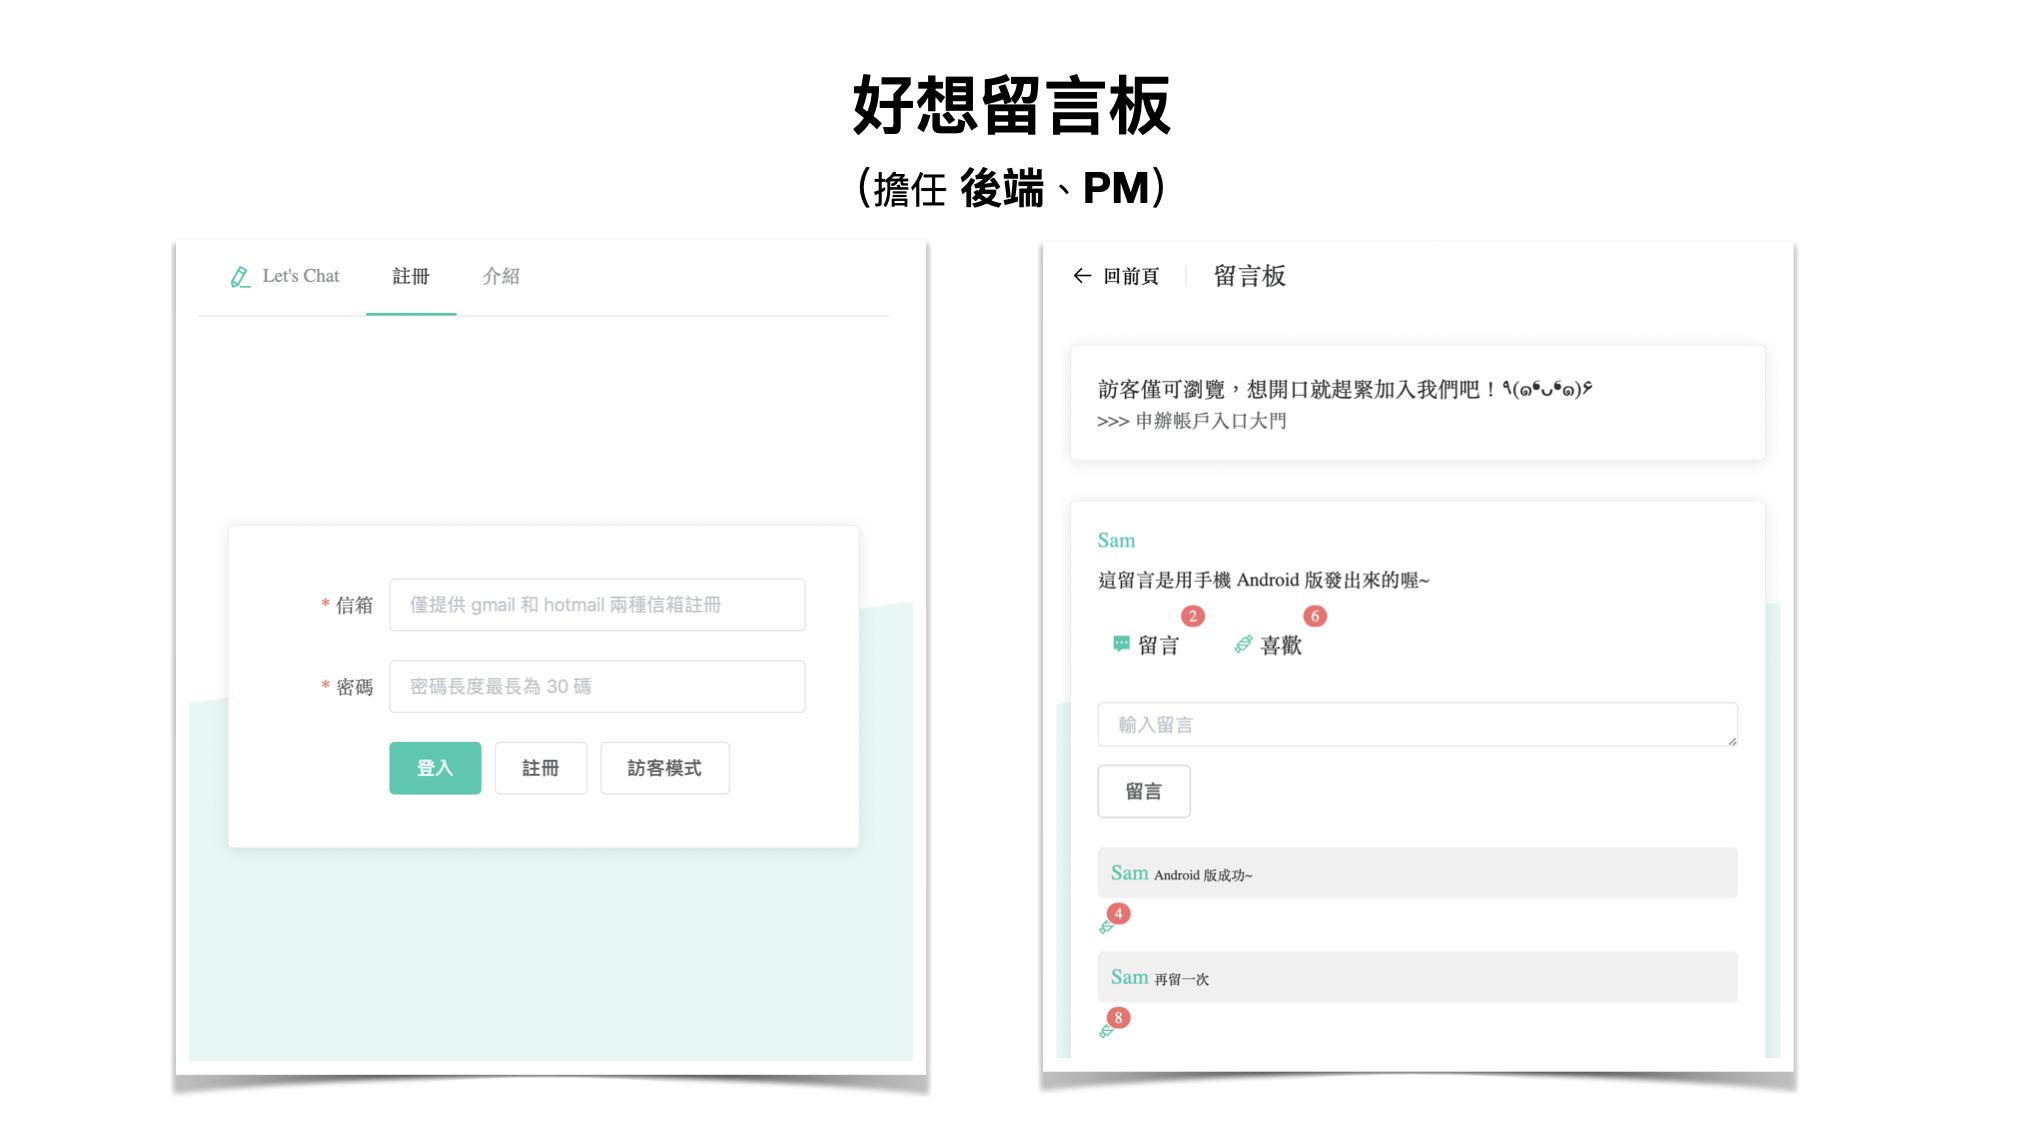 好想留言板
(擔任 後端、PM)
Let's Chat 註冊 介紹
* 信箱 僅提供 gmail 和 hotmail 兩種信箱註冊
* 密碼 密碼長度最長為 30 碼
登入 註冊 訪客模式
← 回前頁 留言板
訪客僅可瀏覽，想開口就趕緊加入我們吧！٩(๑❛ᴗ❛๑)۶
>>> 申辦帳戶入口大門
Sam
這留言是用手機 Android 版發出來的喔~
留言 2 喜歡 6
輸入留言
留言
Sam Android 版成功~
4
Sam 再留一次
8